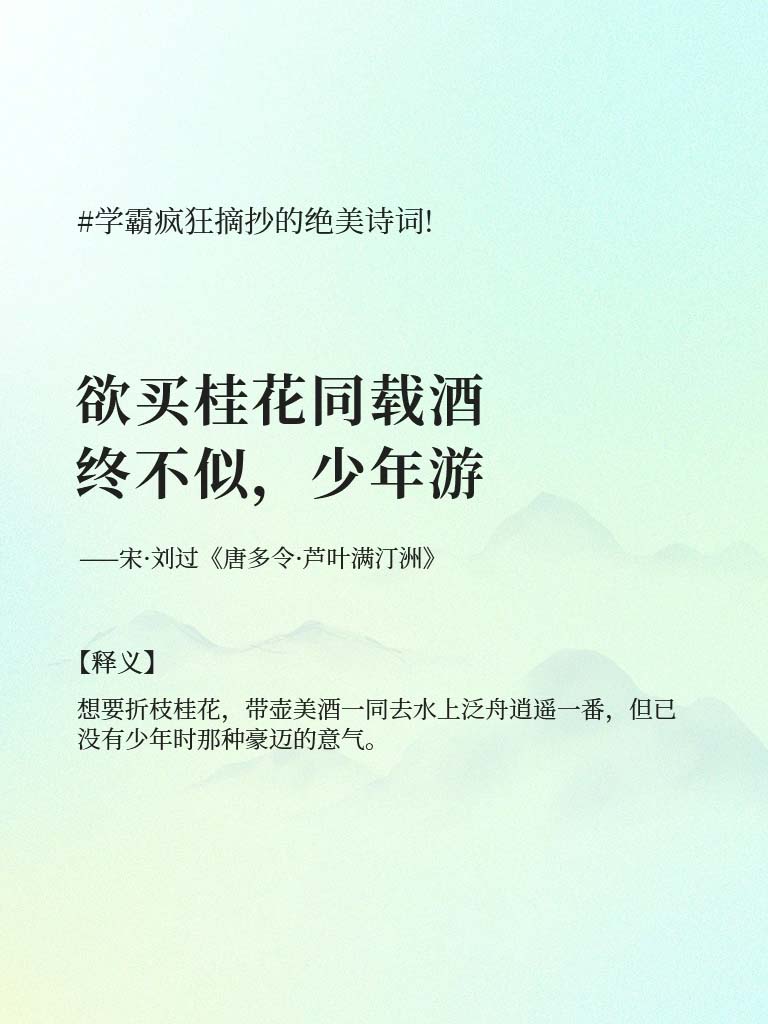 #学霸疯狂摘抄的绝美诗词!
欲买桂花同载酒
终不似，少年游
——宋·刘过《唐多令·芦叶满汀洲》
【释义】
想要折枝桂花，带壶美酒一同去水上泛舟逍遥一番，但已
没有少年时那种豪迈的意气。